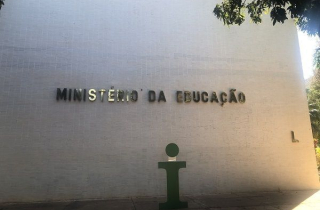 MINISTÉRIO DA EDUCAÇÃO
i